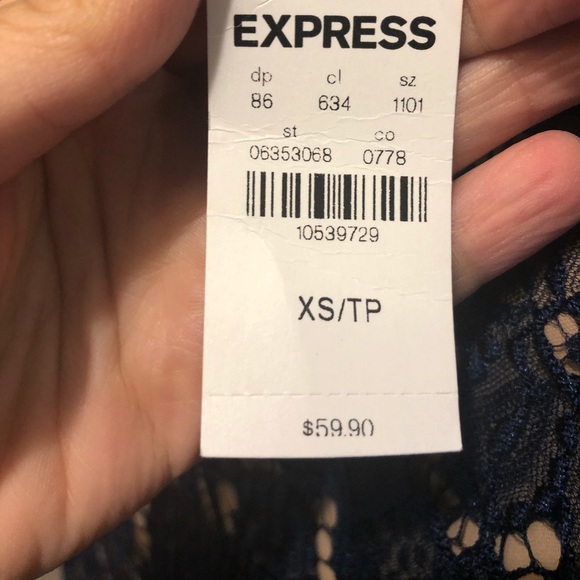 EXPRESS
dp cl sz
86 634 1101
st co
06353068 0778
10539729
XS/TP
$59.90